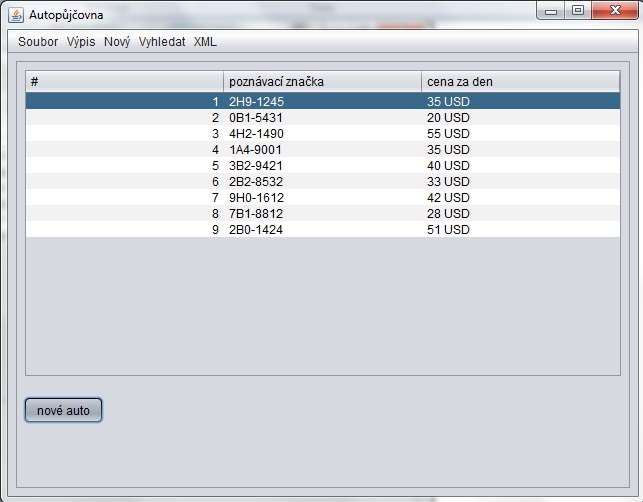 Autopůjčovna
Soubor Výpis Nový Vyhledat XML
# poznávací značka cena za den
1 2H9-1245 35 USD
2 0B1-5431 20 USD
3 4H2-1490 55 USD
4 1A4-9001 35 USD
5 3B2-9421 40 USD
6 2B2-8532 33 USD
7 9H0-1612 42 USD
8 7B1-8812 28 USD
9 2B0-1424 51 USD
nové auto